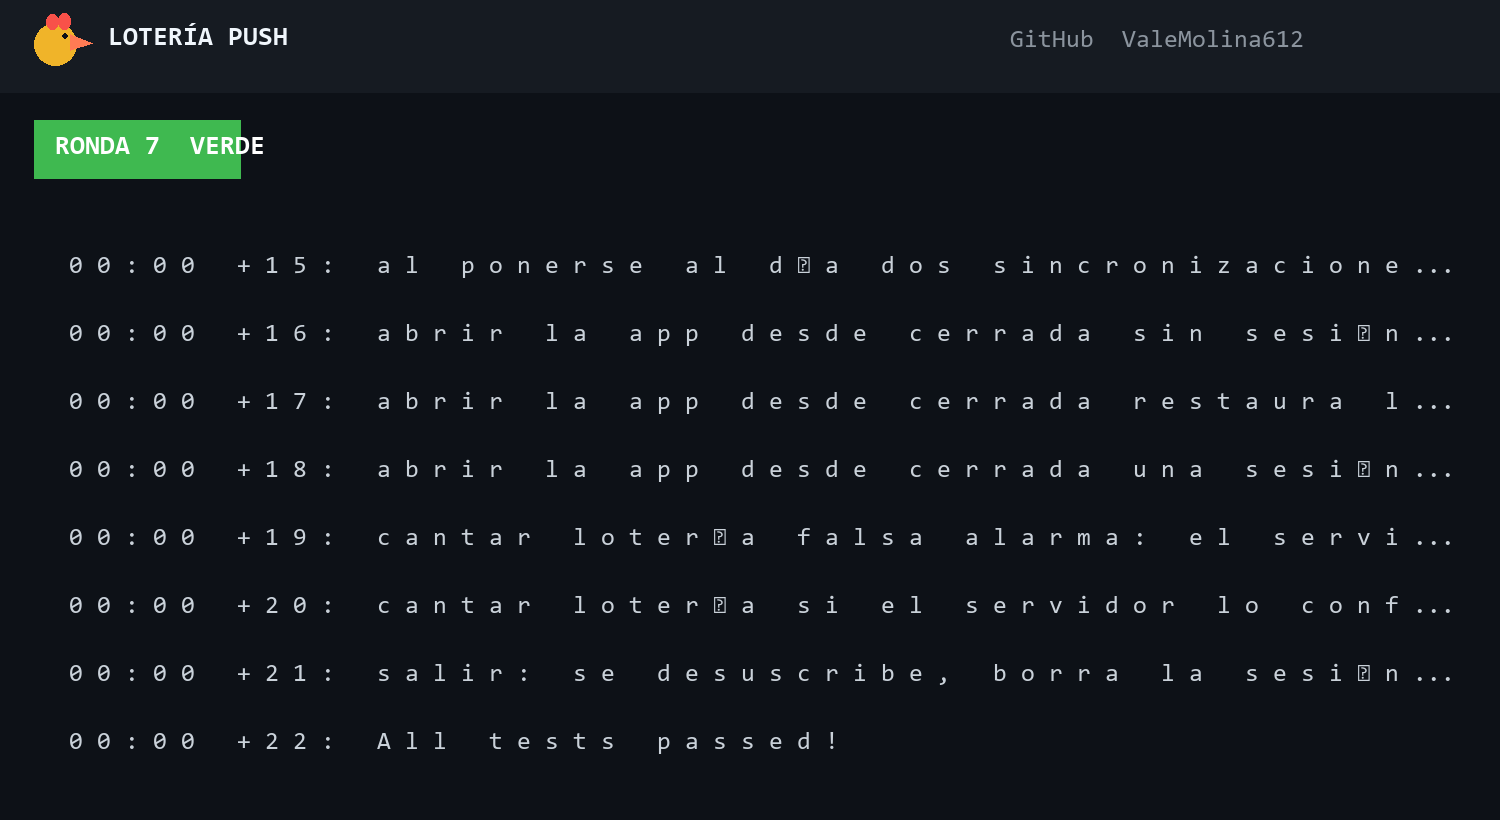 LOTERÍA PUSH
GitHub ValeMolina612
RONDA 7 VERDE
00:00 +15: al ponerse al d�a dos sincronizacione...
00:00 +16: abrir la app desde cerrada sin sesi�n...
00:00 +17: abrir la app desde cerrada restaura l...
00:00 +18: abrir la app desde cerrada una sesi�n...
00:00 +19: cantar loter�a falsa alarma: el servi...
00:00 +20: cantar loter�a si el servidor lo conf...
00:00 +21: salir: se desuscribe, borra la sesi�n...
00:00 +22: All tests passed!